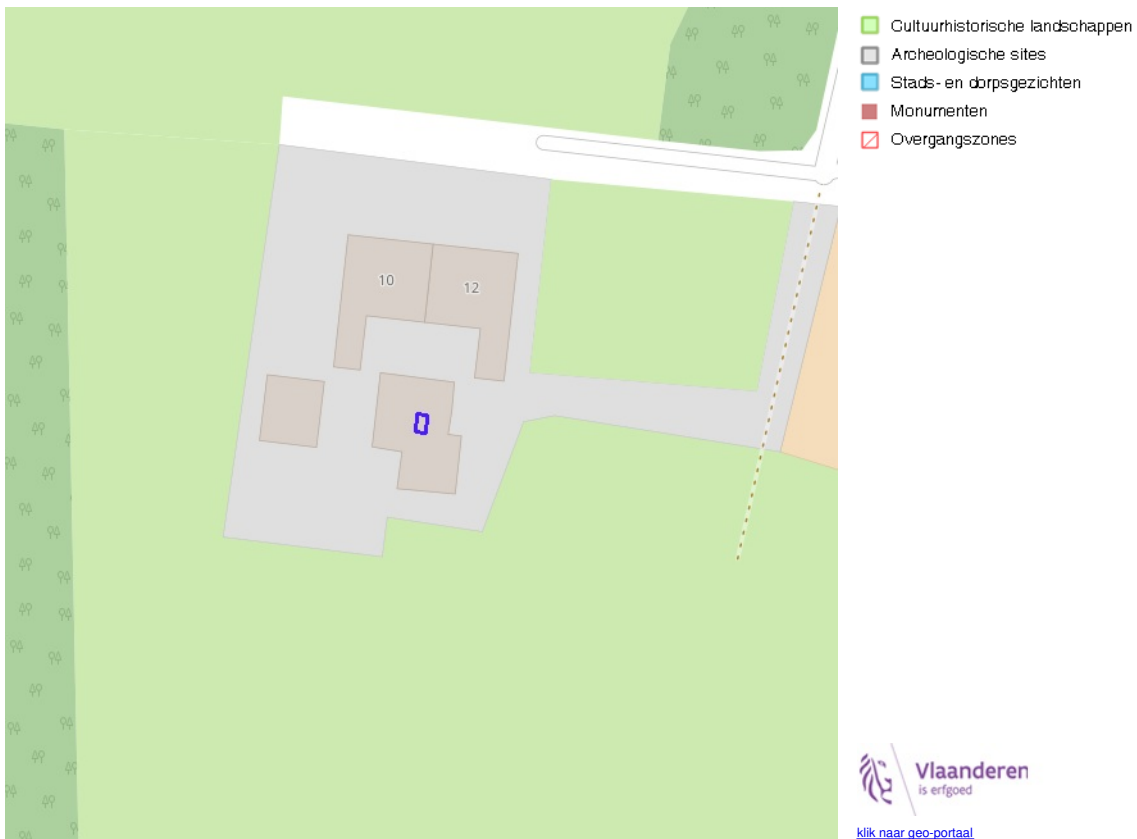 Cultuurhistorische landschappen
Archeologische sites
Stads- en dorpsgezichten
Monumenten
Overgangszones
10
12
Vlaanderen
is erfgoed
klik naar geo-portaal